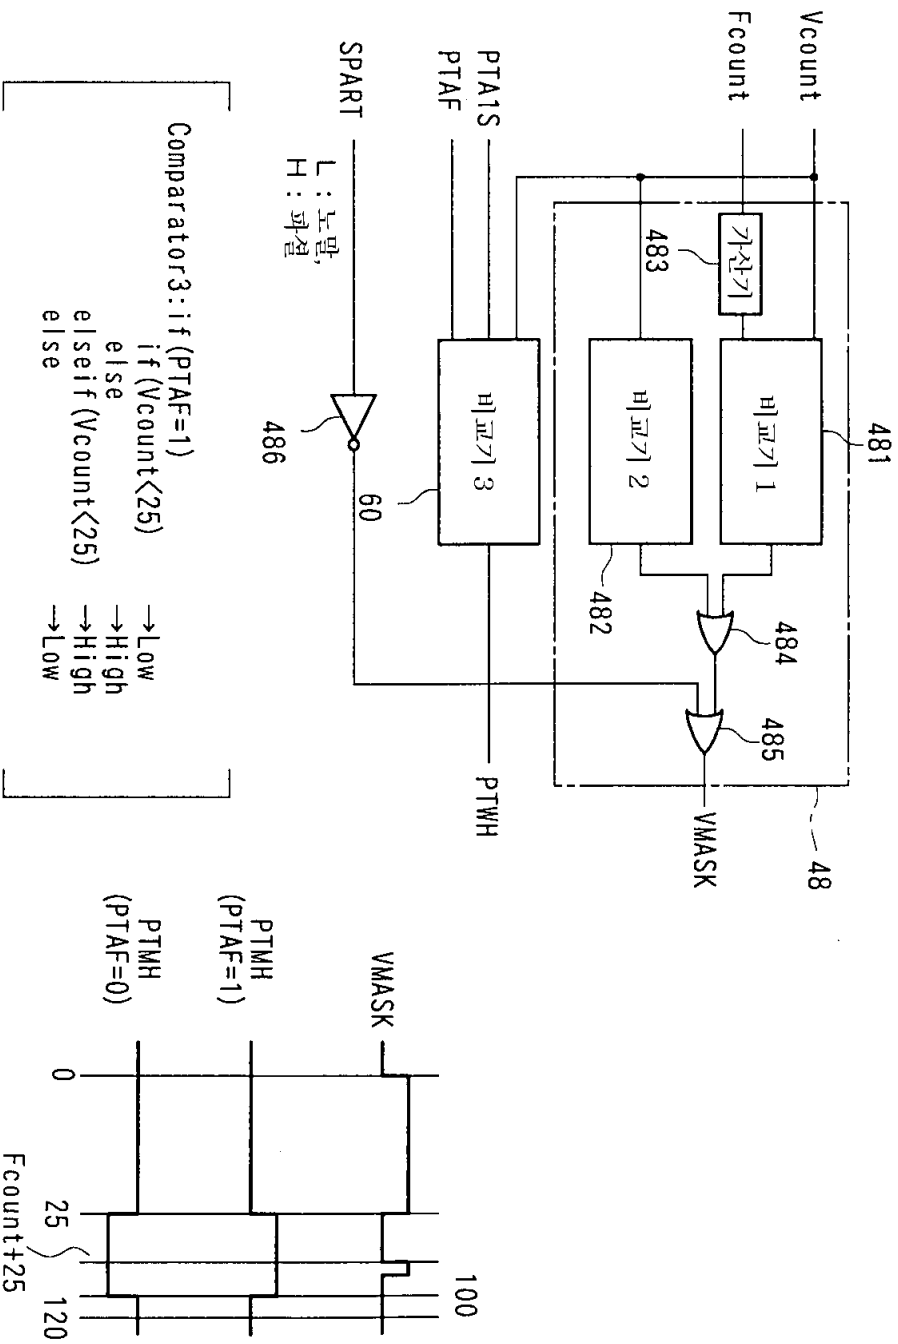 481
48
Vcount
비교기 1
484
485
Fcount
가산기
VMASK
483
비교기 2
482
PTA1S
비교기 3
PTWH
PTAF
60
SPART
L : 노말,
H : 파셜
486
Comparator3:if(PTAF=1)
if(Vcount<25) →Low
else →High
elseif(Vcount<25) →High
else →Low
100
VMASK
PTMH
(PTAF=1)
PTMH
(PTAF=0)
0 25 120
Fcount+25